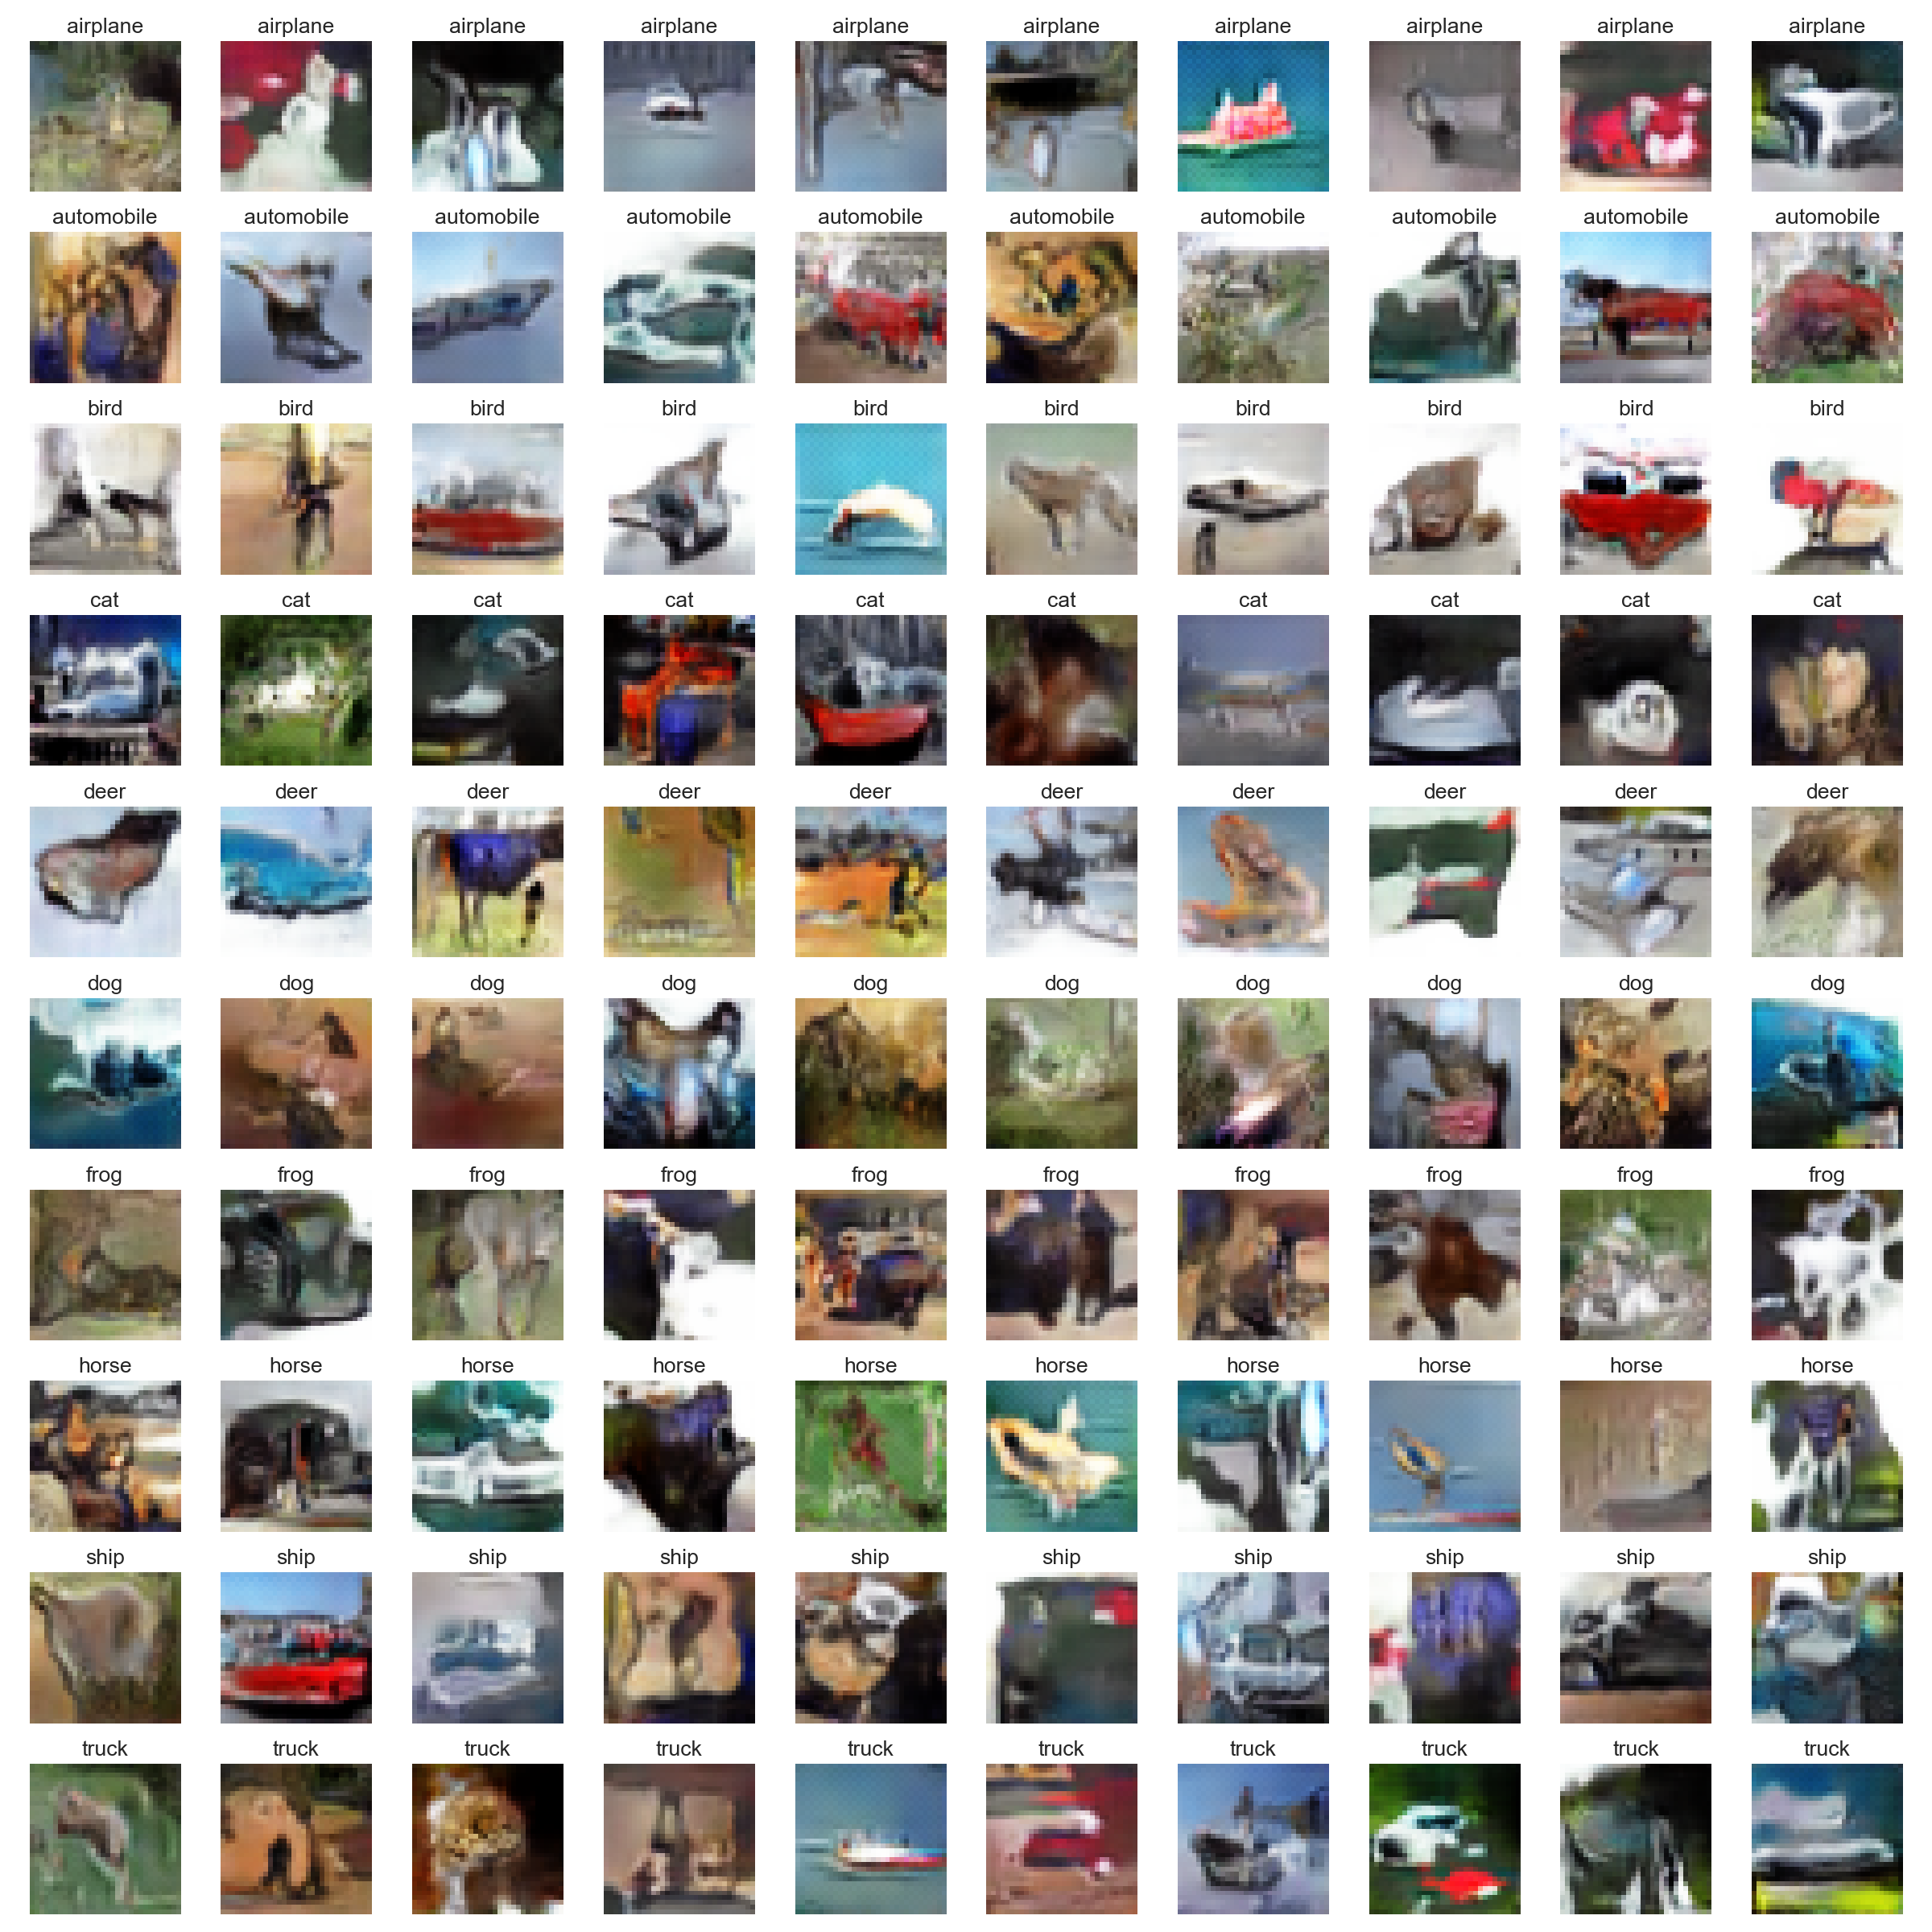 airplane airplane airplane airplane airplane airplane airplane airplane airplane airplane
automobile automobile automobile automobile automobile automobile automobile automobile automobile automobile
bird bird bird bird bird bird bird bird bird bird
cat cat cat cat cat cat cat cat cat cat
deer deer deer deer deer deer deer deer deer deer
dog dog dog dog dog dog dog dog dog dog
frog frog frog frog frog frog frog frog frog frog
horse horse horse horse horse horse horse horse horse horse
ship ship ship ship ship ship ship ship ship ship
truck truck truck truck truck truck truck truck truck truck